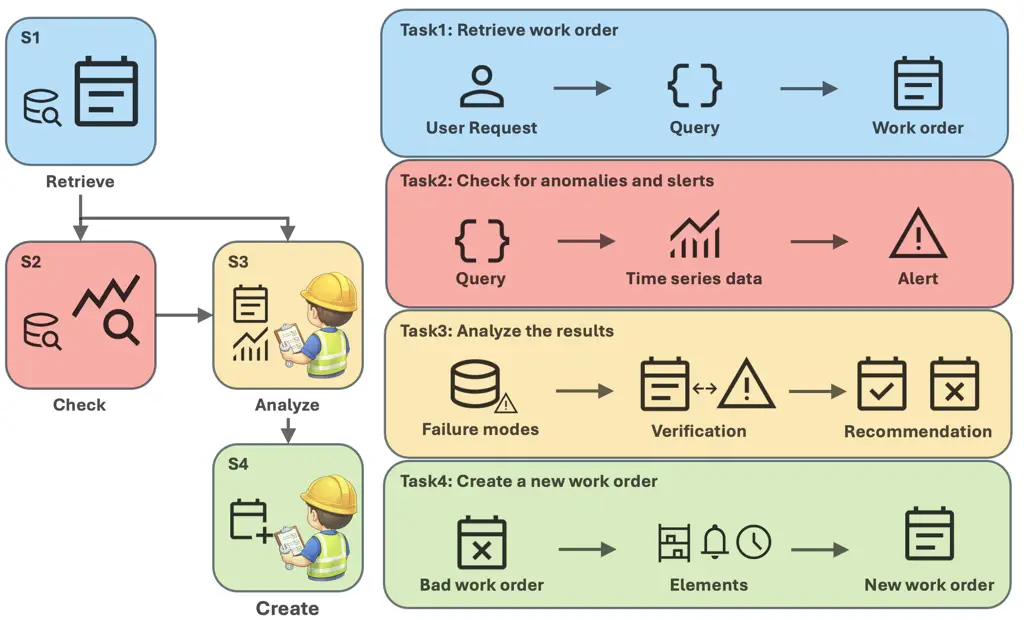 S1
Retrieve
S2
Check
S3
Analyze
S4
Create
Task1: Retrieve work order
User Request
Query
Work order
Task2: Check for anomalies and slerts
Query
Time series data
Alert
Task3: Analyze the results
Failure modes
Verification
Recommendation
Task4: Create a new work order
Bad work order
Elements
New work order